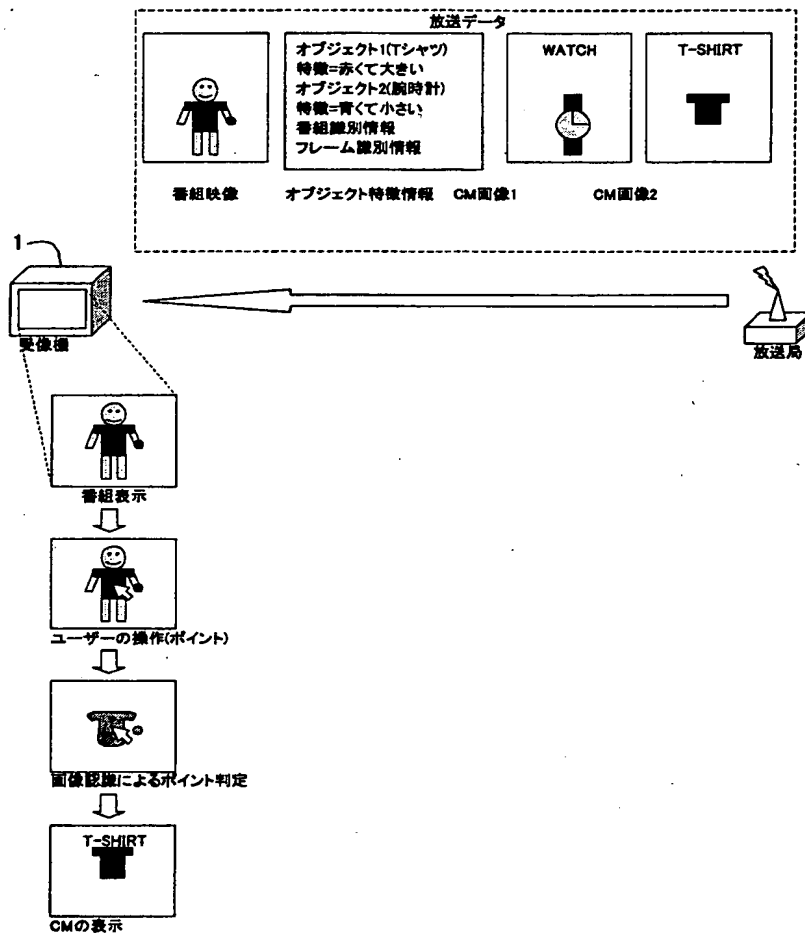 放送データ
オブジェクト1(Tシャツ)
特徴=赤くて大きい
オブジェクト2(腕時計)
特徴=青くて小さい
番組識別情報
フレーム識別情報
WATCH
T-SHIRT
番組映像
オブジェクト特徴情報
CM画像1
CM画像2
1
受像機
放送局
番組表示
ユーザーの操作(ポイント)
画像認識によるポイント判定
T-SHIRT
CMの表示